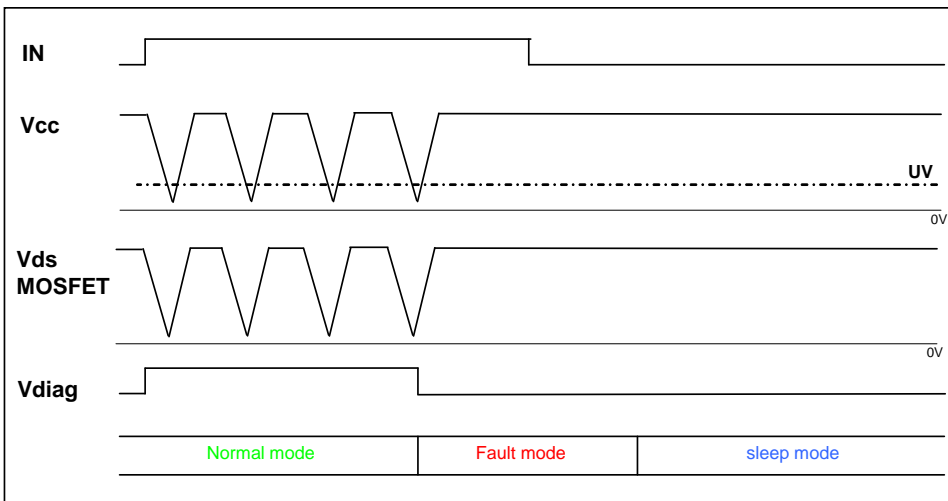 IN
Vcc
UV
0V
Vds
MOSFET
0V
Vdiag
Normal mode
Fault mode
sleep mode